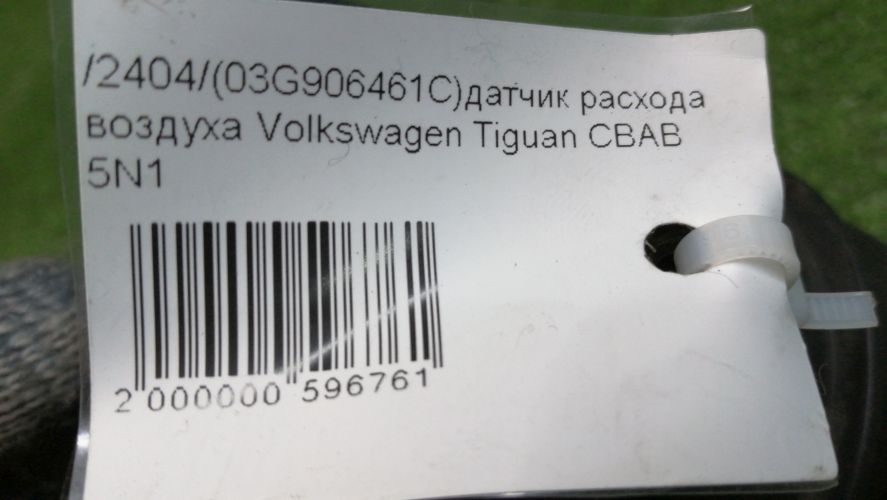 /2404/(03G906461C)датчик расхода
воздуха Volkswagen Tiguan CBAB
5N1
2 000000 596761